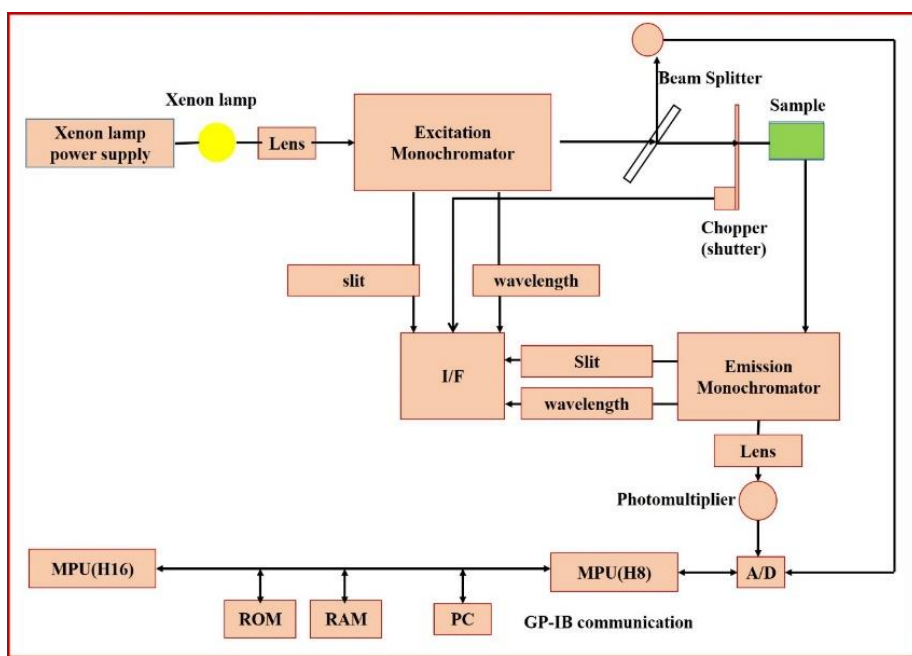 Beam Splitter
Xenon lamp
Sample
Xenon lamp
power supply
Lens
Excitation
Monochromator
Chopper
(shutter)
slit
wavelength
I/F
Slit
wavelength
Emission
Monochromator
Lens
Photomultiplier
MPU(H16)
MPU(H8)
A/D
ROM
RAM
PC
GP-IB communication